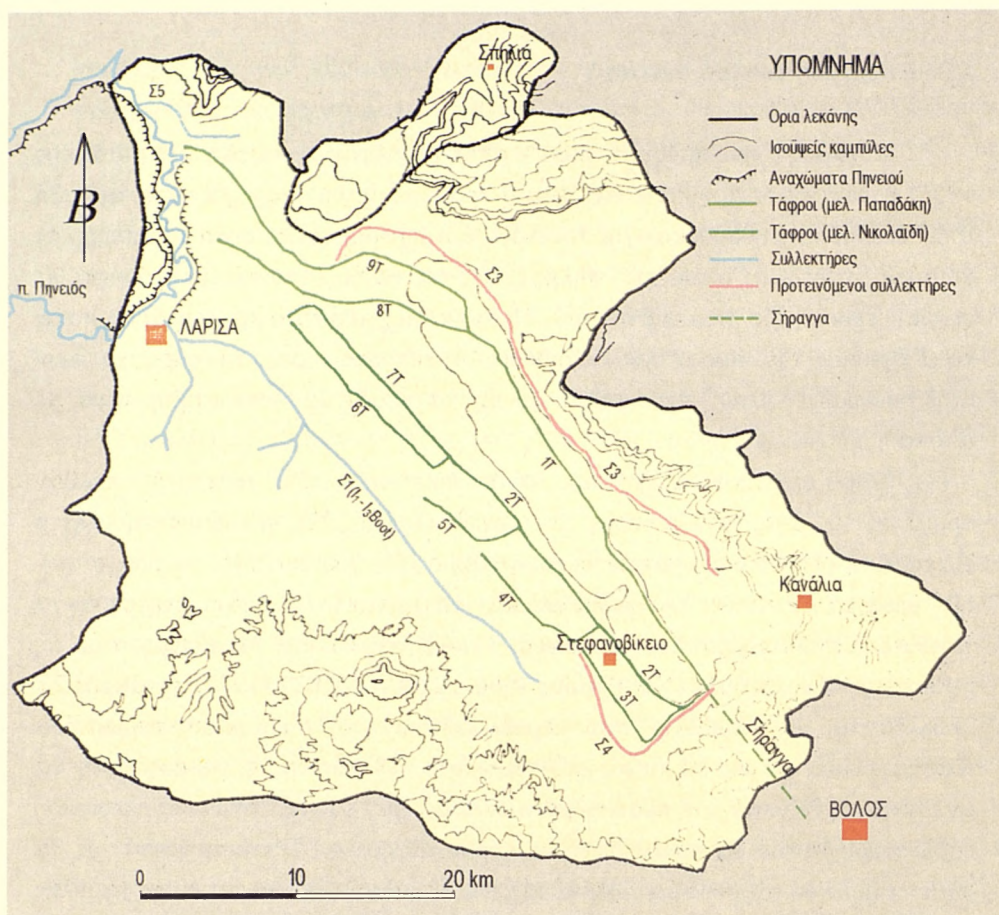 Σπηλιά
Σ5
Β
π. Πηνειός
ΛΑΡΙΣΑ
9Τ
8Τ
Σ3
7Τ
6Τ
1Τ
Σ3
2Τ
5Τ
4Τ
Κανάλια
Στεφανοβίκειο
2Τ
3Τ
Σ4
Σήραγγα
ΒΟΛΟΣ
ΥΠΟΜΝΗΜΑ
Ορια λεκάνης
Ισοϋψείς καμπύλες
Αναχώματα Πηνειού
Τάφροι (μελ. Παπαδάκη)
Τάφροι (μελ. Νικολαΐδη)
Συλλεκτήρες
Προτεινόμενοι συλλεκτήρες
Σήραγγα
0 10 20 km